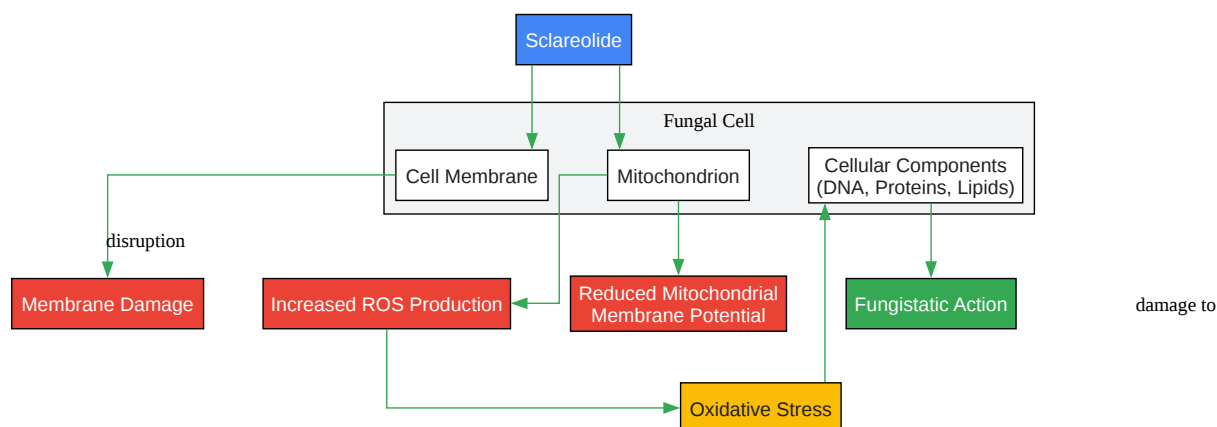 Sclareolide
Fungal Cell
Cell Membrane
Mitochondrion
Cellular Components
(DNA, Proteins, Lipids)
disruption
Membrane Damage
Increased ROS Production
Reduced Mitochondrial
Membrane Potential
Fungistatic Action
damage to
Oxidative Stress